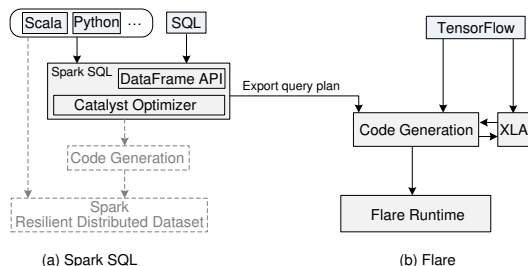 Scala Python ... SQL
TensorFlow
Spark SQL
DataFrame API
Catalyst Optimizer
Export query plan
Code Generation
XLA
Code Generation
Spark
Resilient Distributed Dataset
Flare Runtime
(a) Spark SQL
(b) Flare